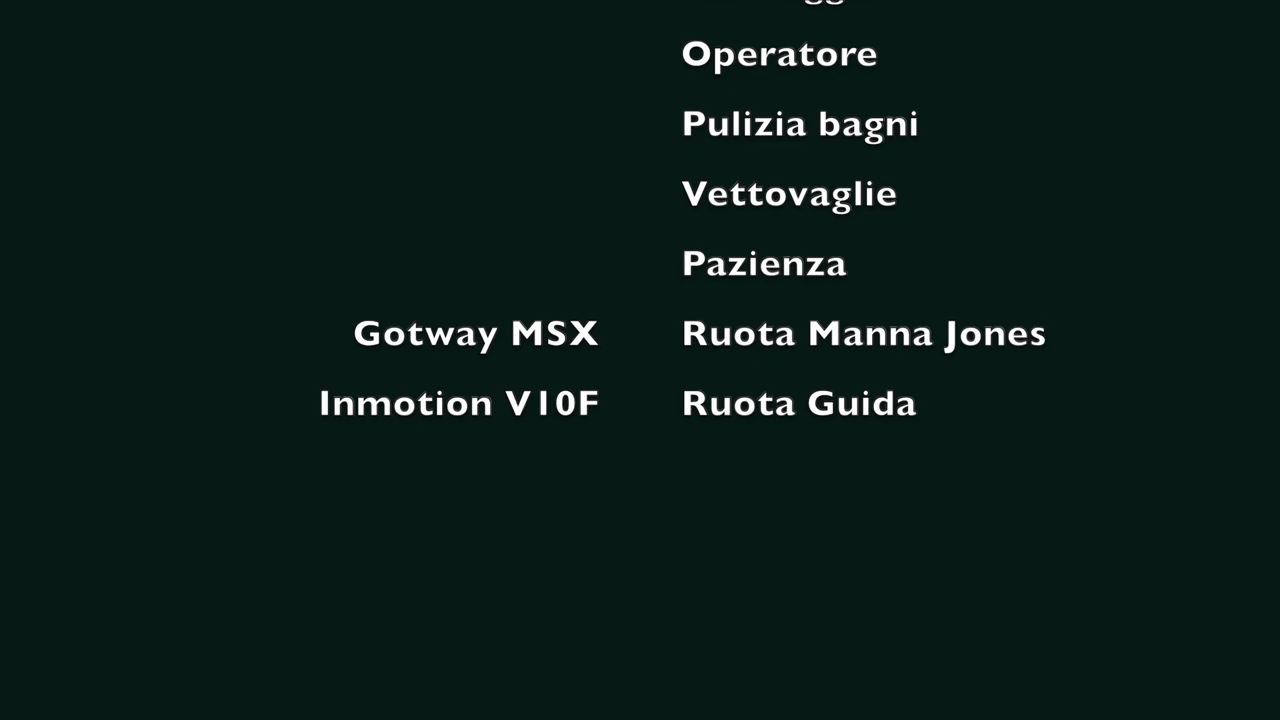 Operatore
Pulizia bagni
Vettovaglie
Pazienza
Gotway MSX Ruota Manna Jones
Inmotion V10F Ruota Guida